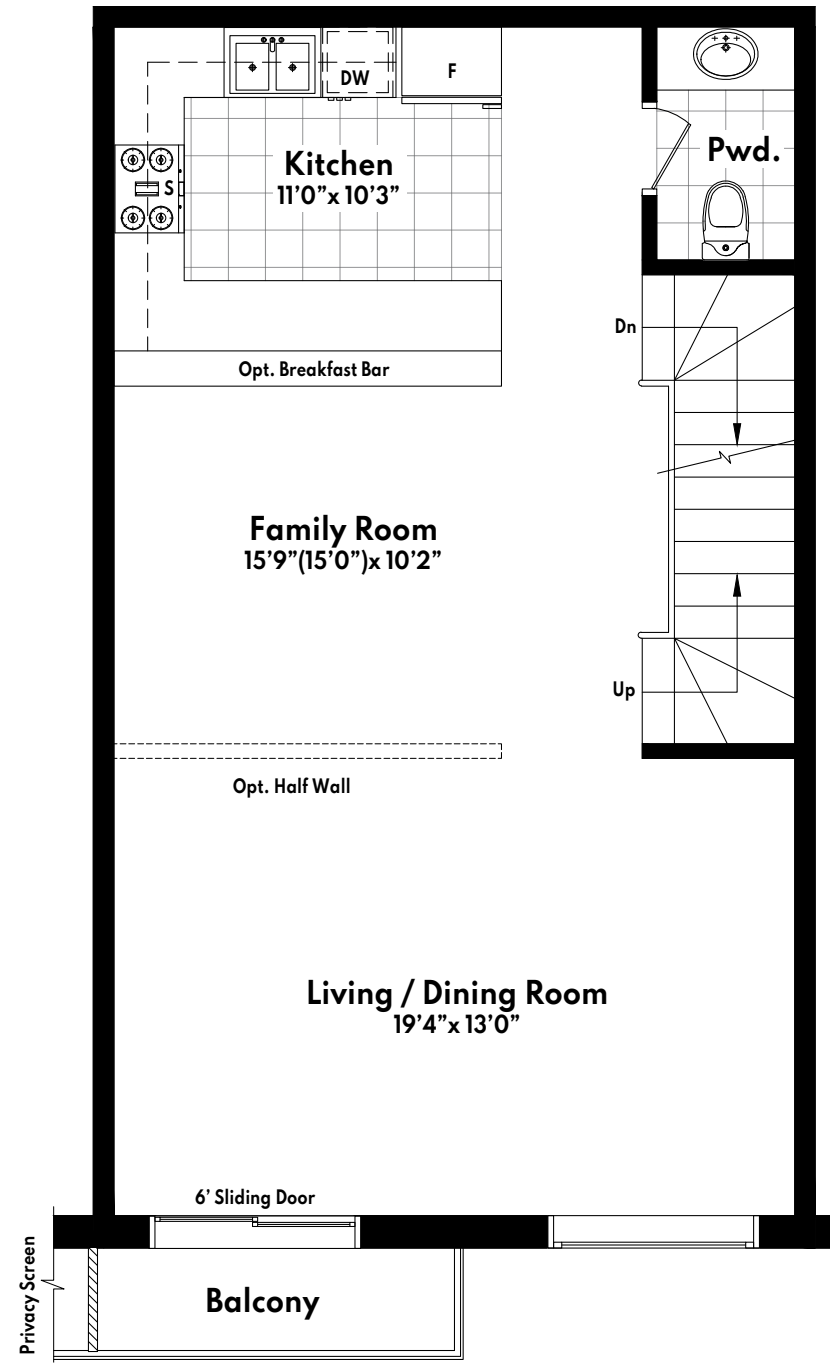 DW
F
Kitchen
11’0”x 10’3”
Pwd.
S
Dn
Opt. Breakfast Bar
Family Room
15’9”(15’0”)x 10’2”
Up
Opt. Half Wall
Living / Dining Room
19’4”x 13’0”
6’ Sliding Door
Privacy Screen
Balcony